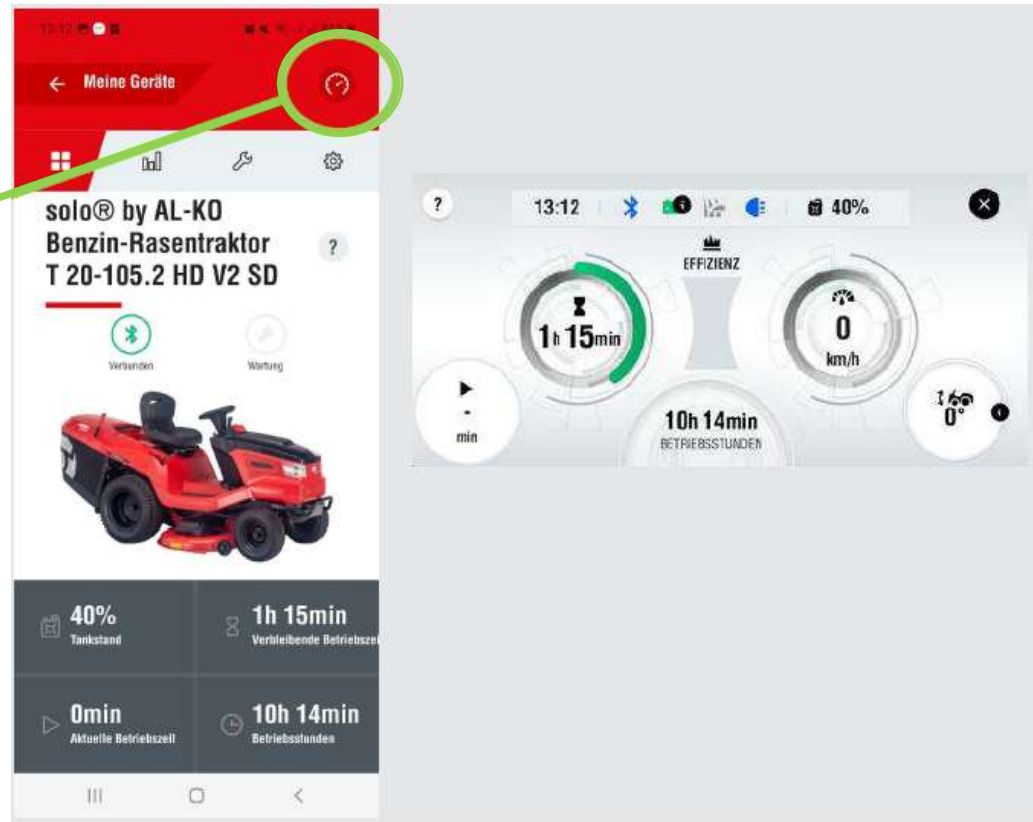 13:12
← Meine Geräte
solo® by AL-KO
Benzin-Rasentraktor
T 20-105.2 HD V2 SD
?
Verbunden
Wartung
40%
Tankstand
1h 15min
Verbleibende Betriebszei
0min
Aktuelle Betriebszeit
10h 14min
Betriebsstunden
?
13:12
40%
EFFIZIENZ
1h 15min
0
km/h
-
min
10h 14min
BETRIEBSSTUNDEN
0°